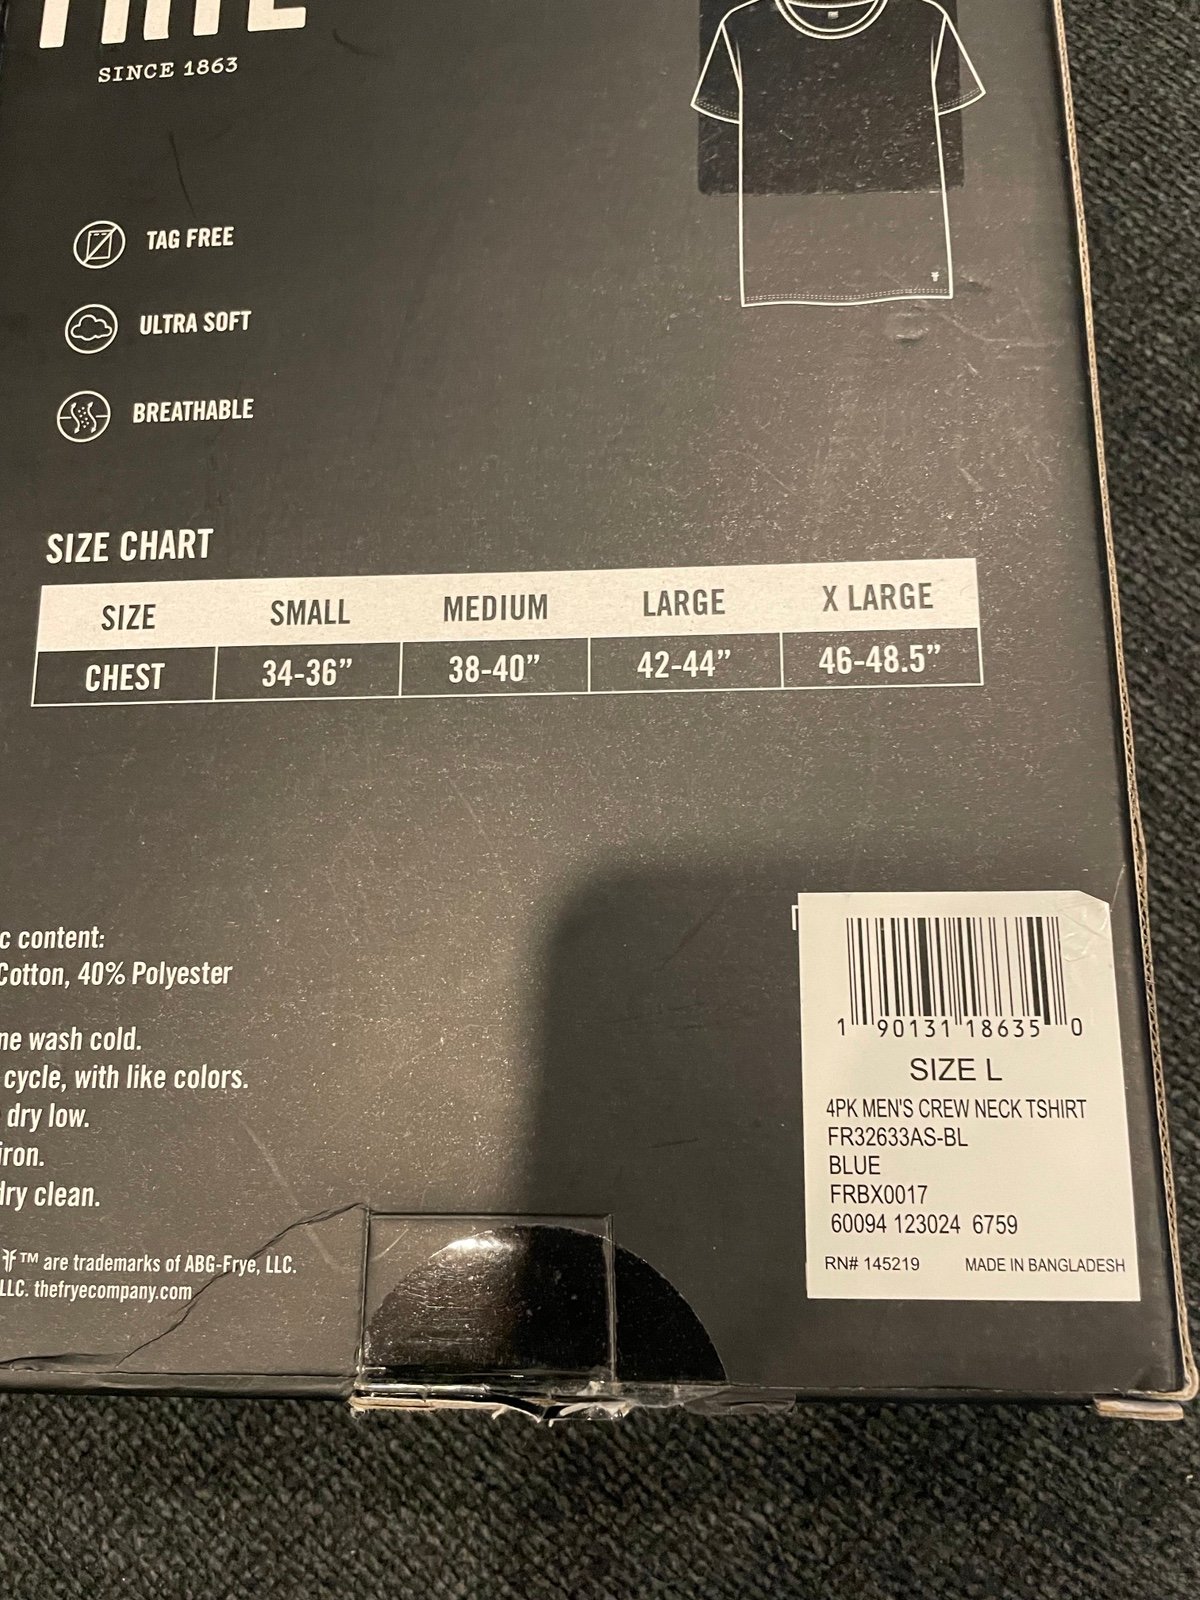 SINCE 1863
TAG FREE
ULTRA SOFT
BREATHABLE
SIZE CHART
SIZE SMALL MEDIUM LARGE X LARGE
CHEST 34-36” 38-40” 42-44” 46-48.5”
content:
Cotton, 40% Polyester
wash cold.
cycle, with like colors.
dry low.
iron.
dry clean.
™ are trademarks of ABG-Frye, LLC.
LLC. thefryecompany.com
1 90131 18635 0
SIZE L
4PK MEN'S CREW NECK TSHIRT
FR32633AS-BL
BLUE
FRBX0017
60094 123024 6759
RN# 145219 MADE IN BANGLADESH